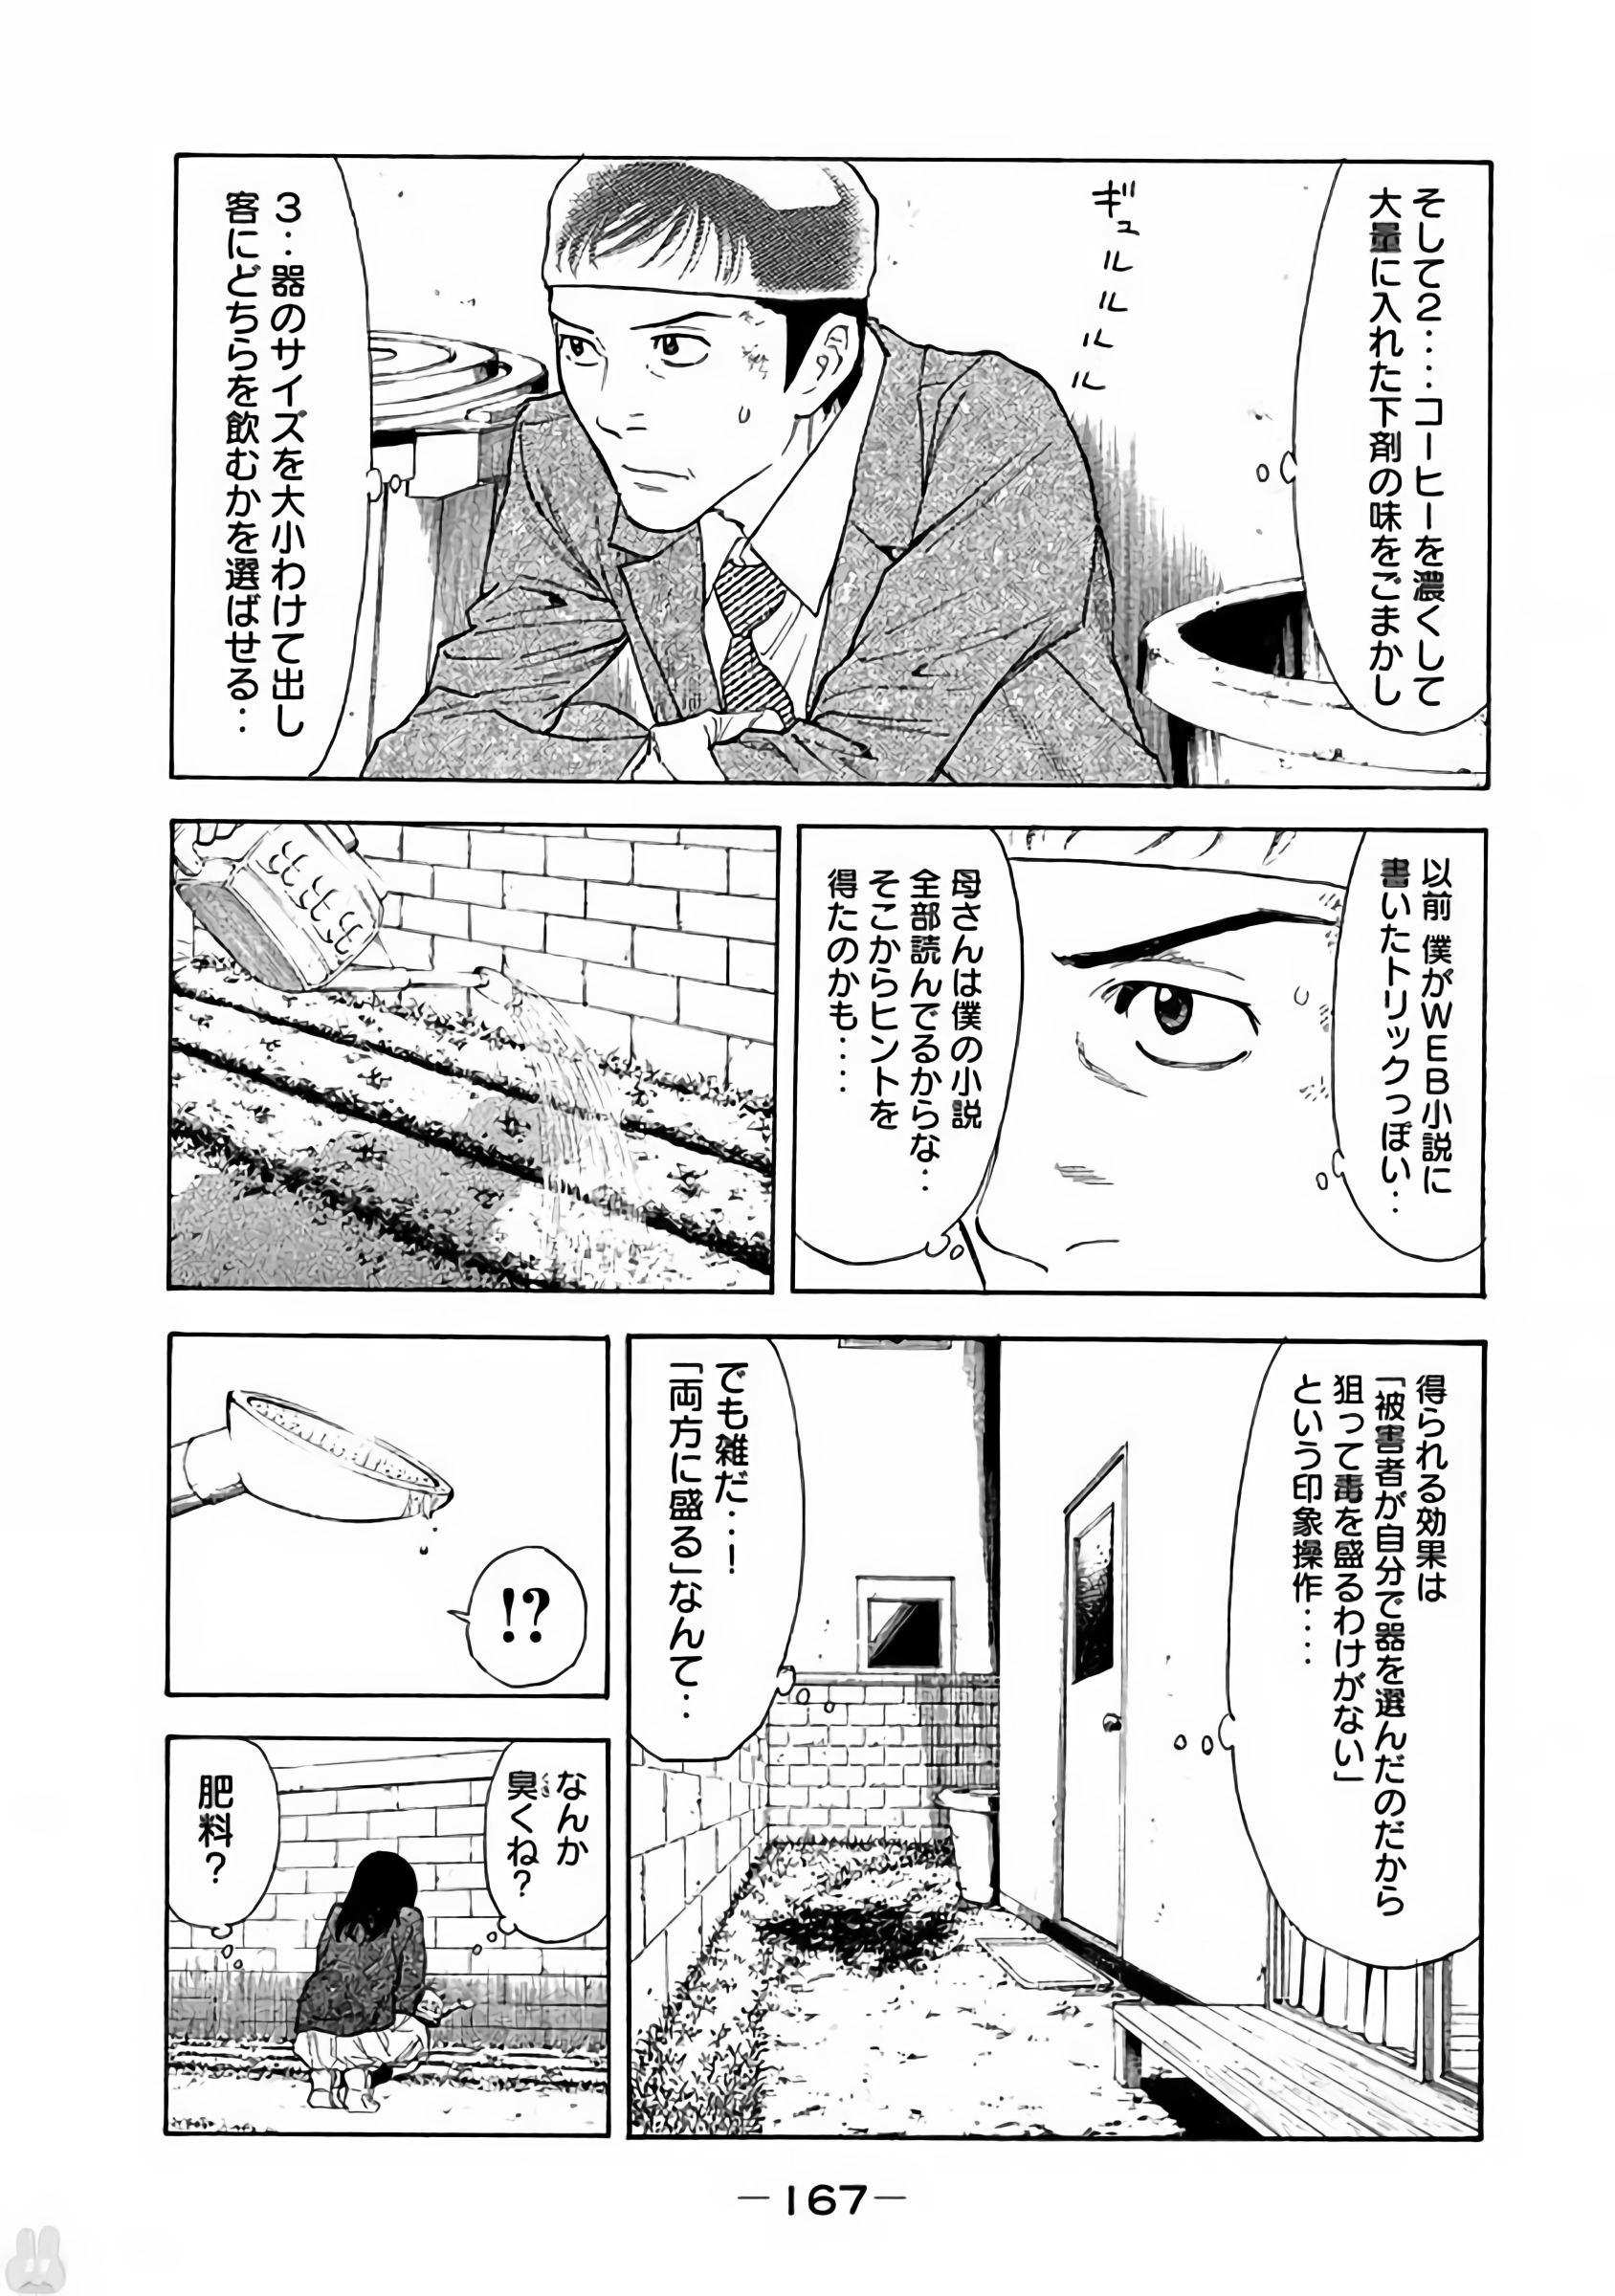 そして２‥‥コーヒーを濃くして
大量に入れた下剤の味をごまかし
ギュルルルル
３‥器のサイズを大小わけて出し
客にどちらを飲むかを選ばせる‥
以前 僕がＷＥＢ小説に
書いたトリックっぽい‥
母さんは僕の小説
全部読んでるからな‥
そこからヒントを
得たのかも‥‥
得られる効果は
「被害者が自分で器を選んだのだから
狙って毒を盛るわけがない」
という印象操作‥‥
でも雑だ‥！
「両方に盛る」なんて‥
!?
なんか
臭くね？
くさ
肥料？
—167—